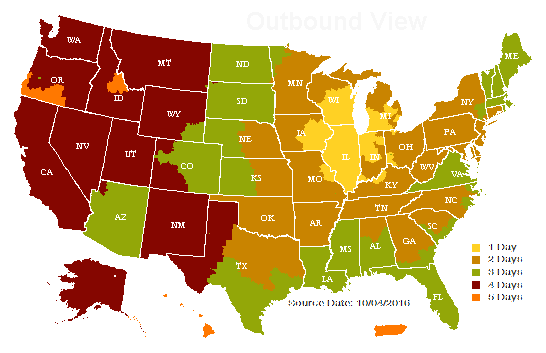 Outbound View
WA
ME
MT
ND
OR
MN
ID
SD
WI
NY
WY
MI
IA
PA
NE
OH
NV
IL
IN
UT
CO
WV
VA
CA
KS
MO
KY
NC
TN
OK
AZ
NM
AR
SC
MS
AL
GA
TX
LA
FL
1 Day
2 Days
3 Days
4 Days
5 Days
Source Date: 10/04/2016